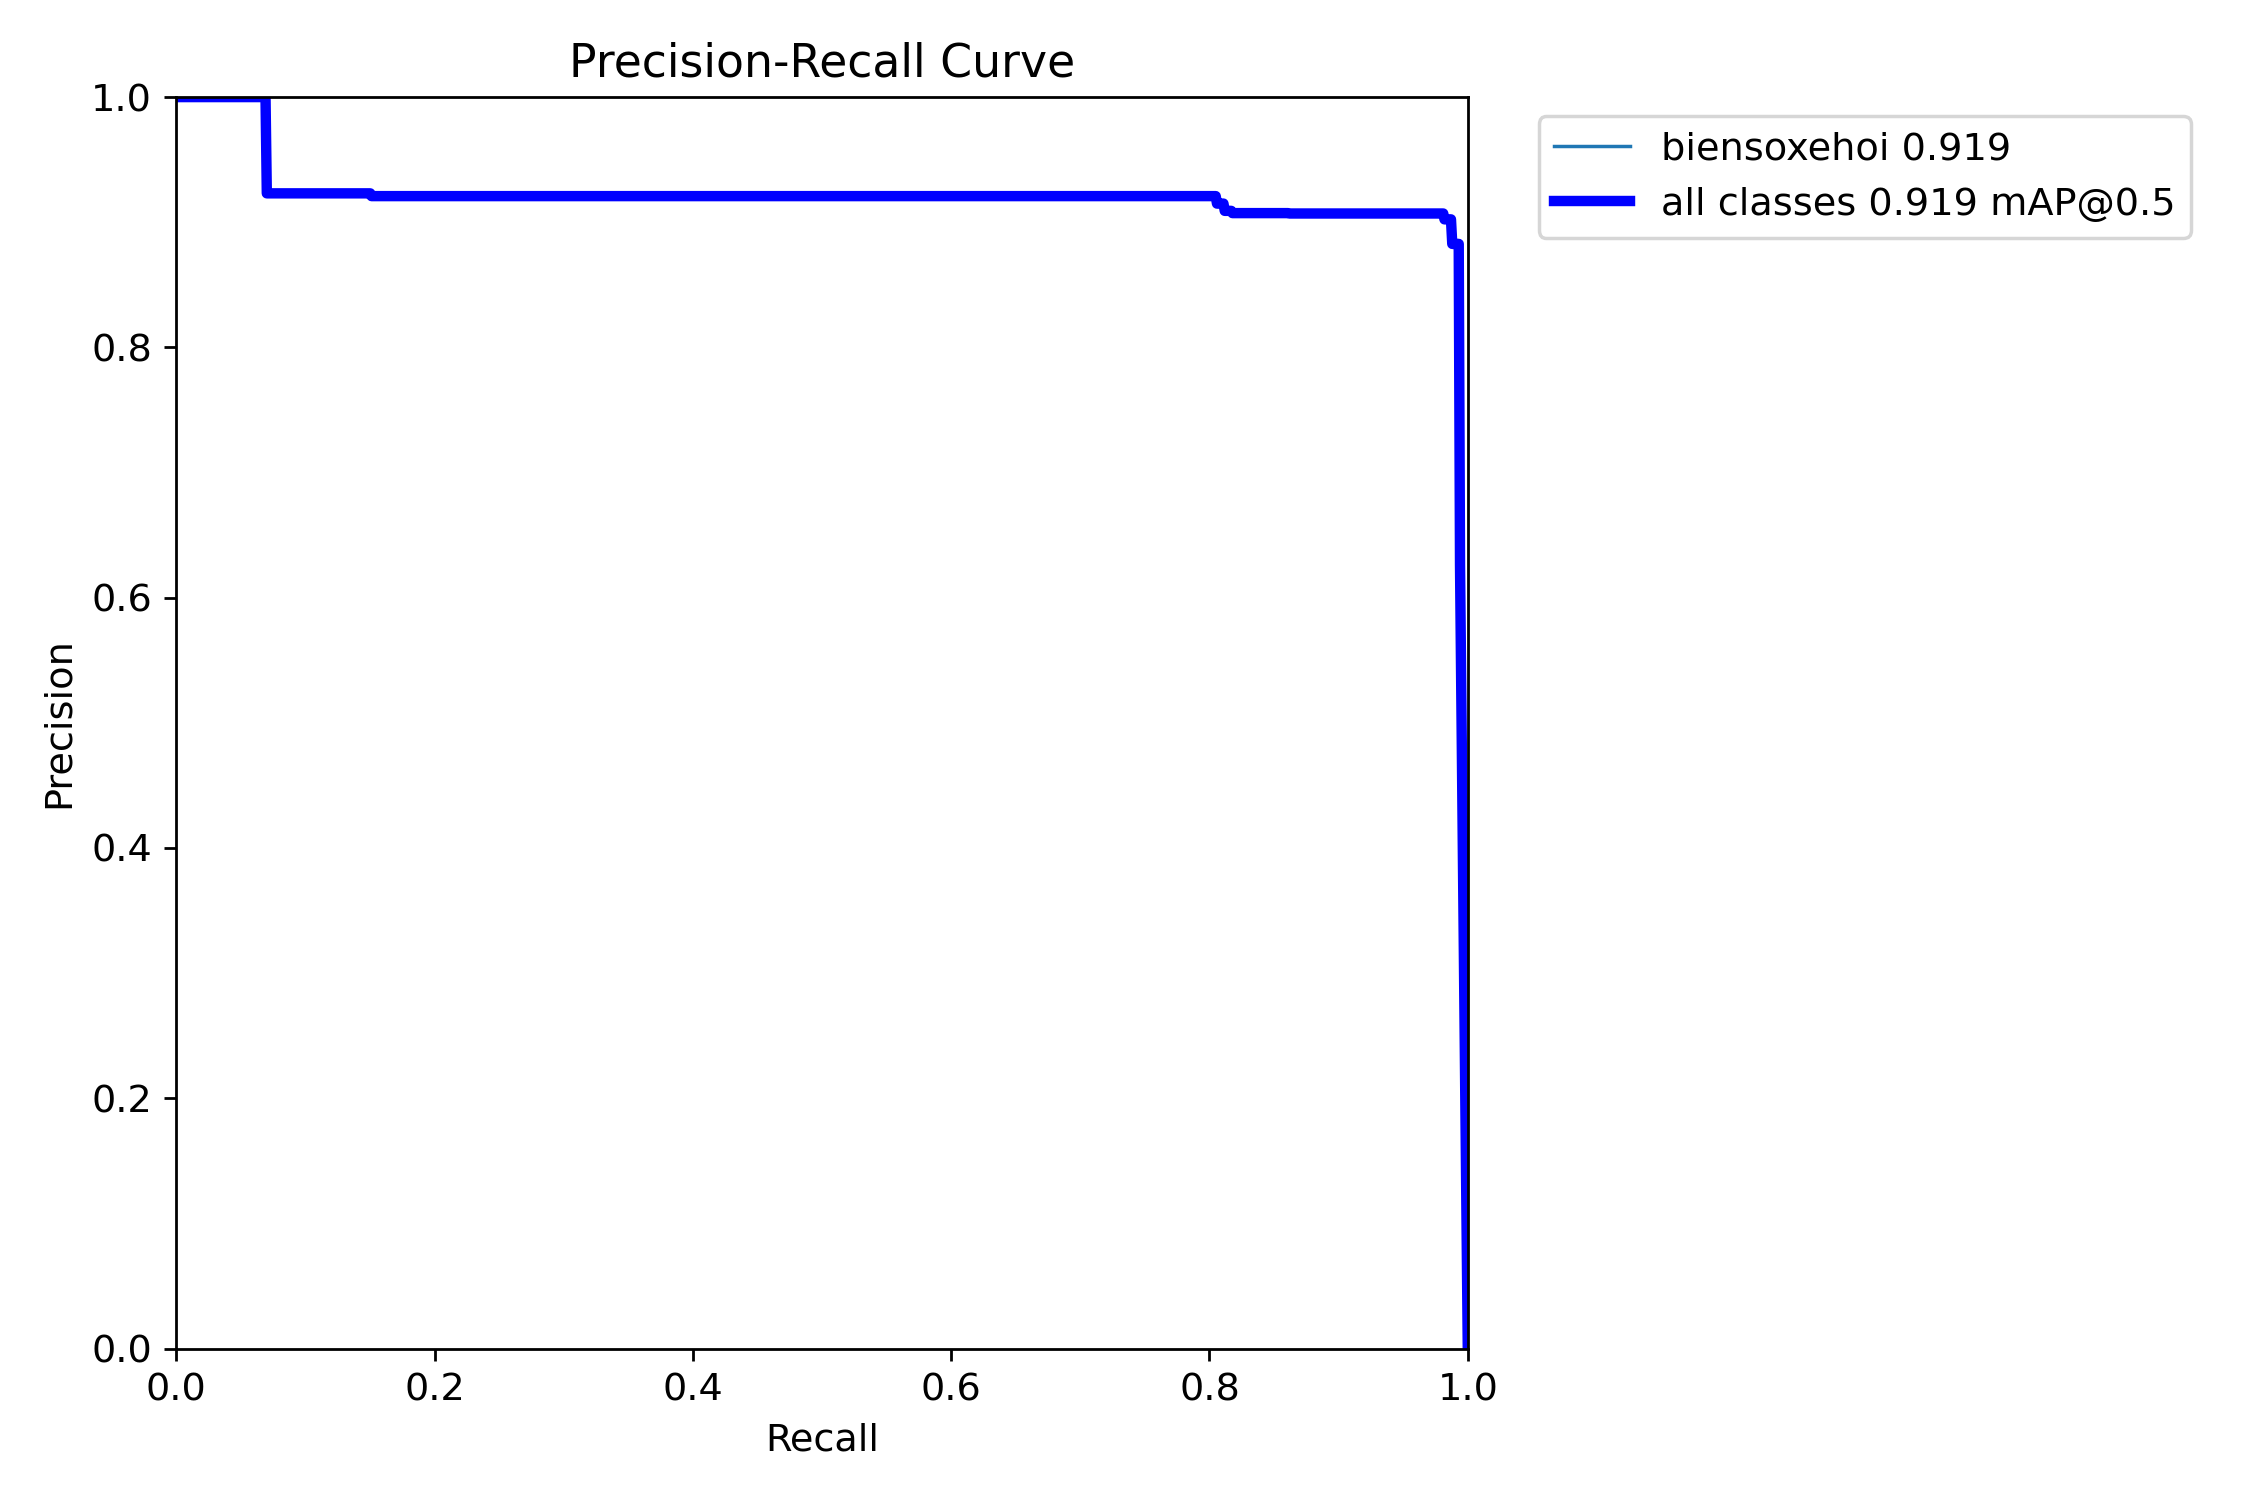 Precision-Recall Curve
1.0
0.8
0.6
0.4
0.2
0.0
Precision
0.0 0.2 0.4 0.6 0.8 1.0
Recall
biensoxehoi 0.919
all classes 0.919 mAP@0.5